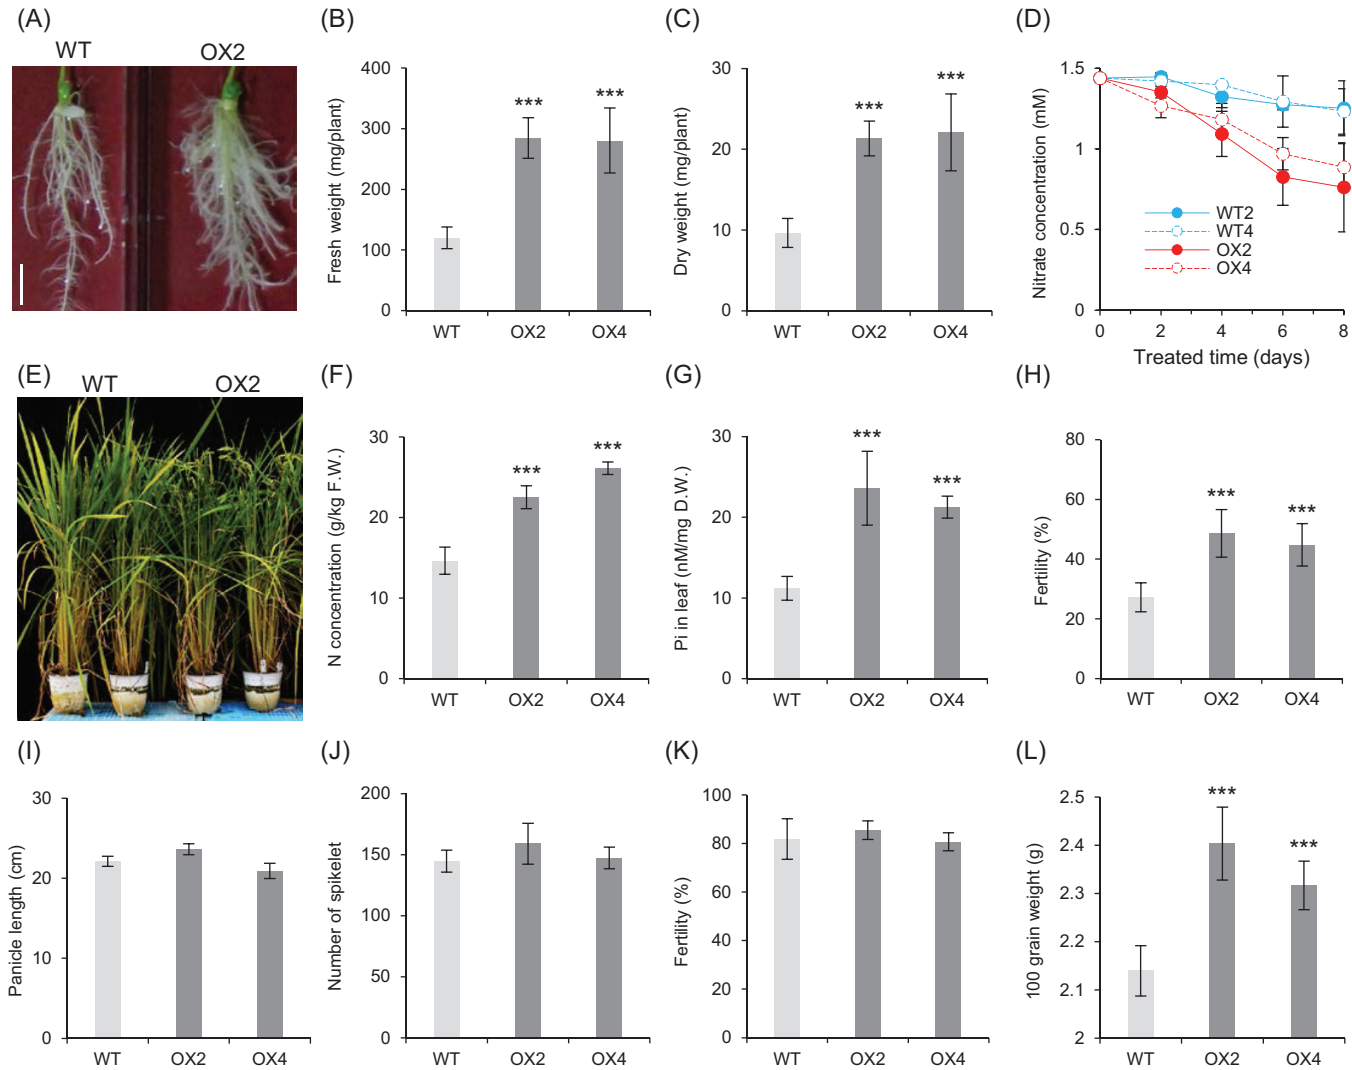 (A)
WT OX2
(B)
Fresh weight (mg/plant)
400
300
200
100
0
***
***
WT OX2 OX4
(C)
Dry weight (mg/plant)
30
20
10
0
***
***
WT OX2 OX4
(D)
Nitrate concentration (mM)
1.5
1
0.5
0
WT2
WT4
OX2
OX4
0 2 4 6 8
Treated time (days)
(E)
WT OX2
(F)
N concentration (g/kg F.W.)
30
20
10
0
***
***
WT OX2 OX4
(G)
Pi in leaf (nM/mg D.W.)
30
20
10
0
***
***
WT OX2 OX4
(H)
Fertility (%)
80
60
40
20
0
***
***
WT OX2 OX4
(I)
Panicle length (cm)
30
20
10
0
WT OX2 OX4
(J)
Number of spikelet
200
150
100
50
0
WT OX2 OX4
(K)
Fertility (%)
100
80
60
40
20
0
WT OX2 OX4
(L)
100 grain weight (g)
2.5
2.4
2.3
2.2
2.1
2
***
***
WT OX2 OX4